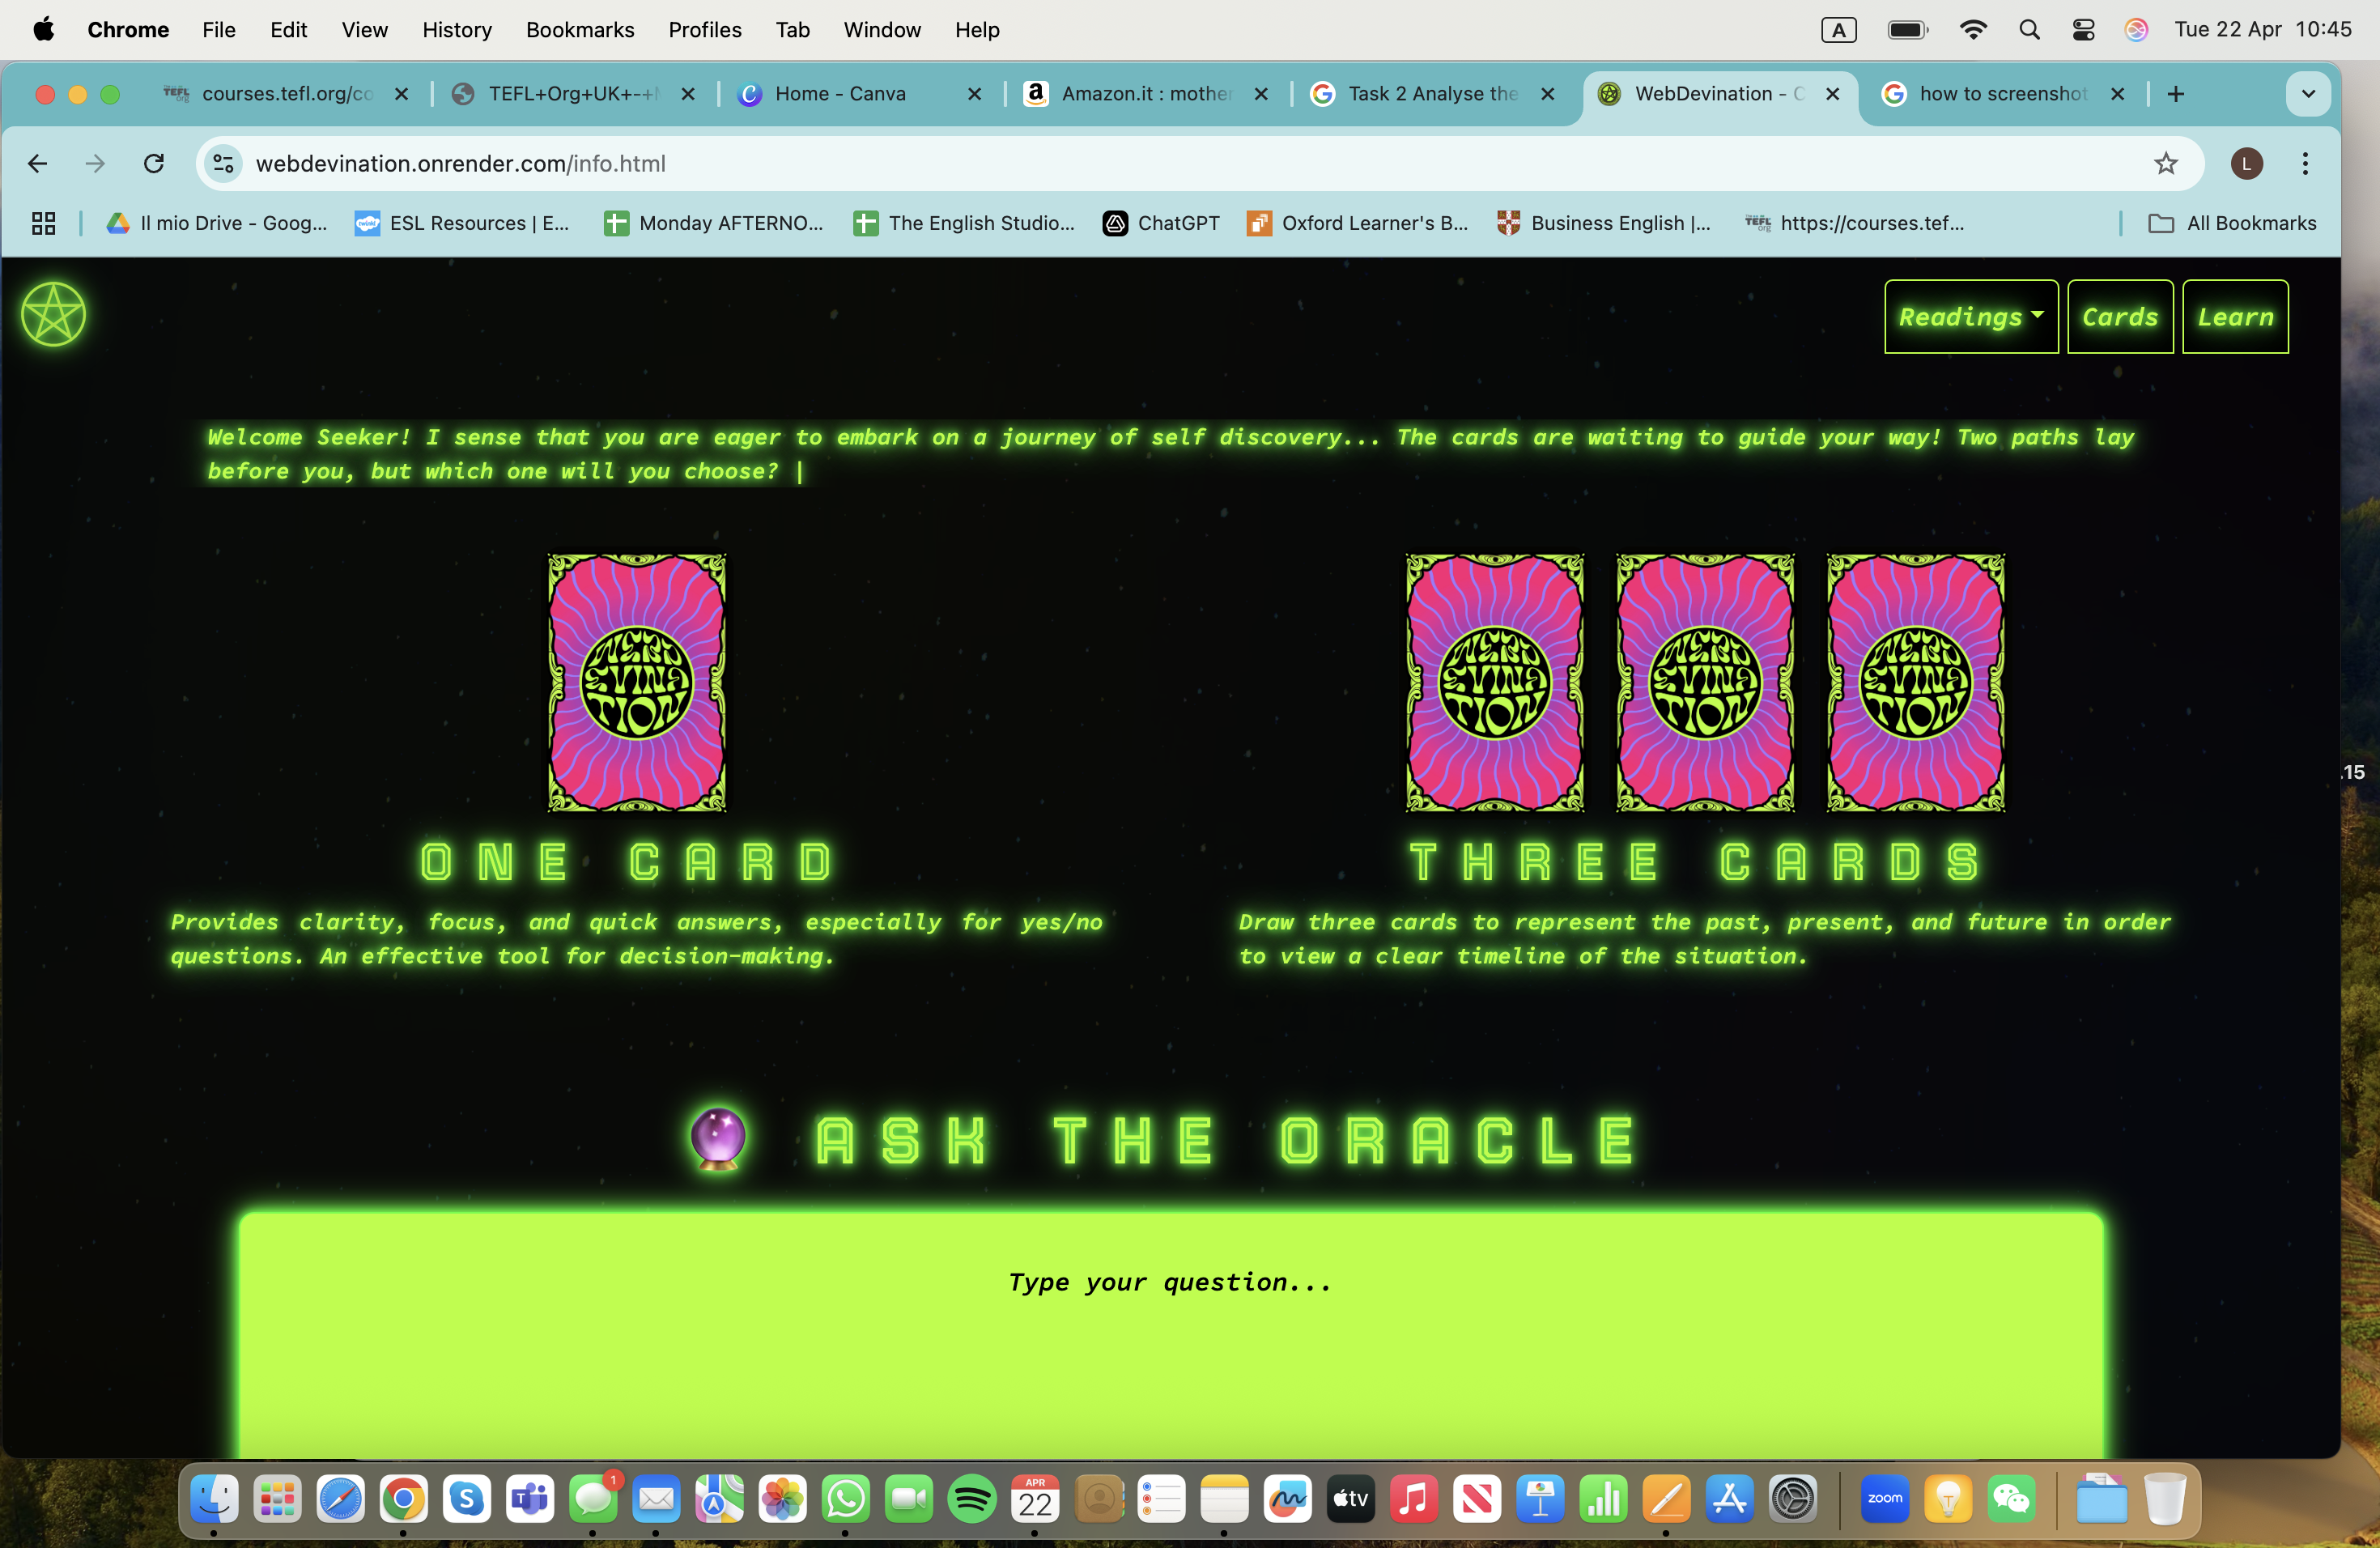 Chrome File Edit View History Bookmarks Profiles Tab Window Help A Tue 22 Apr 10:45
TEFL org courses.tefl.org/co TEFL+Org+UK+-+ Home - Canva Amazon.it : mother Task 2 Analyse the WebDevination - how to screenshot
webdevination.onrender.com/info.html L
Il mio Drive - Goog... ESL Resources | E... Monday AFTERNO... The English Studio... ChatGPT Oxford Learner's B... Business English |... TEFL org https://courses.tef... All Bookmarks
Readings Cards Learn
Welcome Seeker! I sense that you are eager to embark on a journey of self discovery... The cards are waiting to guide your way! Two paths lay
before you, but which one will you choose? |
.15
ONE CARD THREE CARDS
Provides clarity, focus, and quick answers, especially for yes/no
questions. An effective tool for decision-making.
Draw three cards to represent the past, present, and future in order
to view a clear timeline of the situation.
ASK THE ORACLE
Type your question...
1 APR tv zoom
22